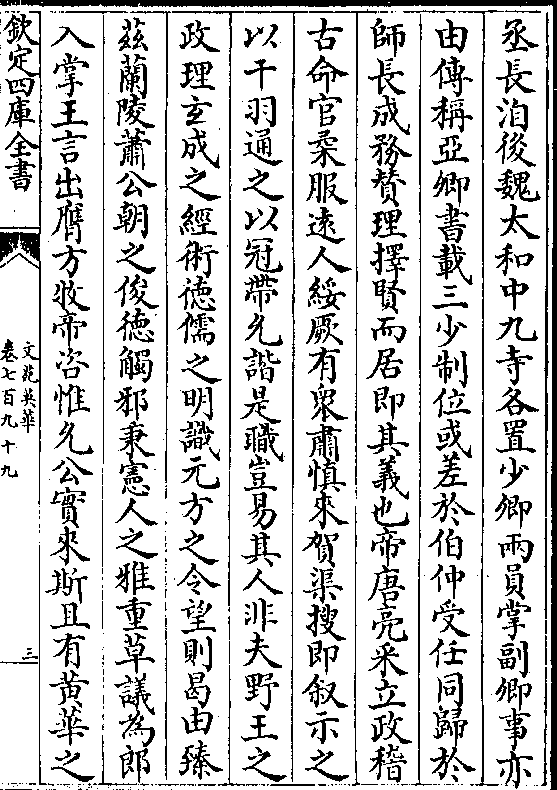 丞長洎後魏太和中九寺各置少卿兩員掌副卿事亦
由傳稱亞卿書載三少制位或差於伯仲受任同歸於
師長成務賛理擇賢而居即其義也帝唐亮采立政稽
古命官柔服逺人綏厥有衆肅慎來賀渠搜即叙示之
以干羽通之以冠帶允諧是職豈易其人非夫野王之
政理𤣥成之經術徳儒之明識元方之令望則曷由臻
兹蘭陵蕭公朝之俊徳觸邪秉憲人之雅重草議為郎
入掌王言出膺方牧帝咨惟允公實來斯且有黄華之
欽定四庫全書
文苑英華
卷七百九十九
三